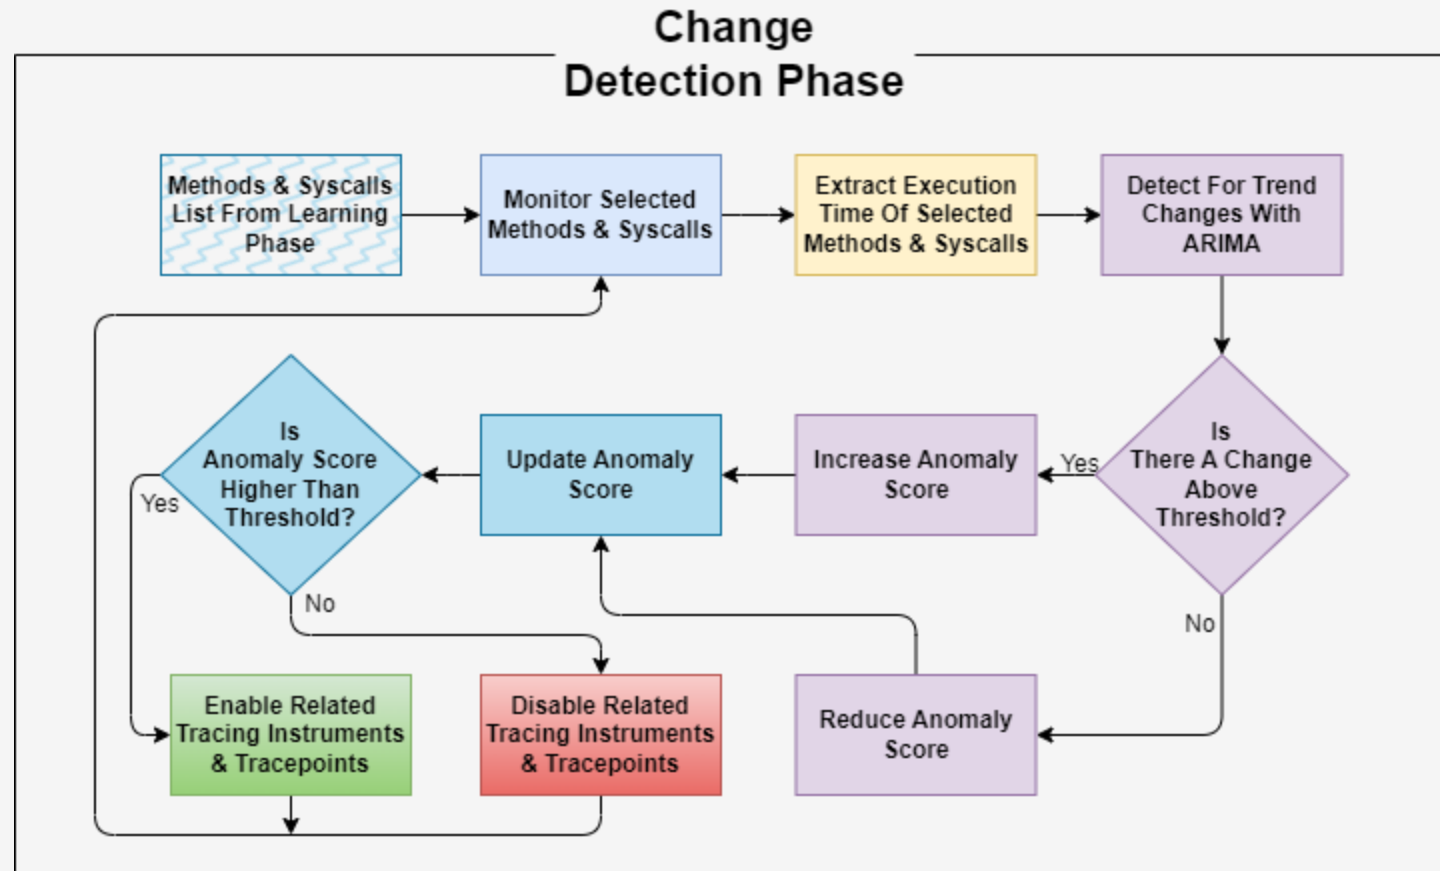 Change
Detection Phase
Methods & Syscalls
List From Learning
Phase
Monitor Selected
Methods & Syscalls
Extract Execution
Time Of Selected
Methods & Syscalls
Detect For Trend
Changes With
ARIMA
Is
Anomaly Score
Higher Than
Threshold?
Update Anomaly
Score
Increase Anomaly
Score
Yes
Is
There A Change
Above
Threshold?
Yes
No
No
Enable Related
Tracing Instruments
& Tracepoints
Disable Related
Tracing Instruments
& Tracepoints
Reduce Anomaly
Score